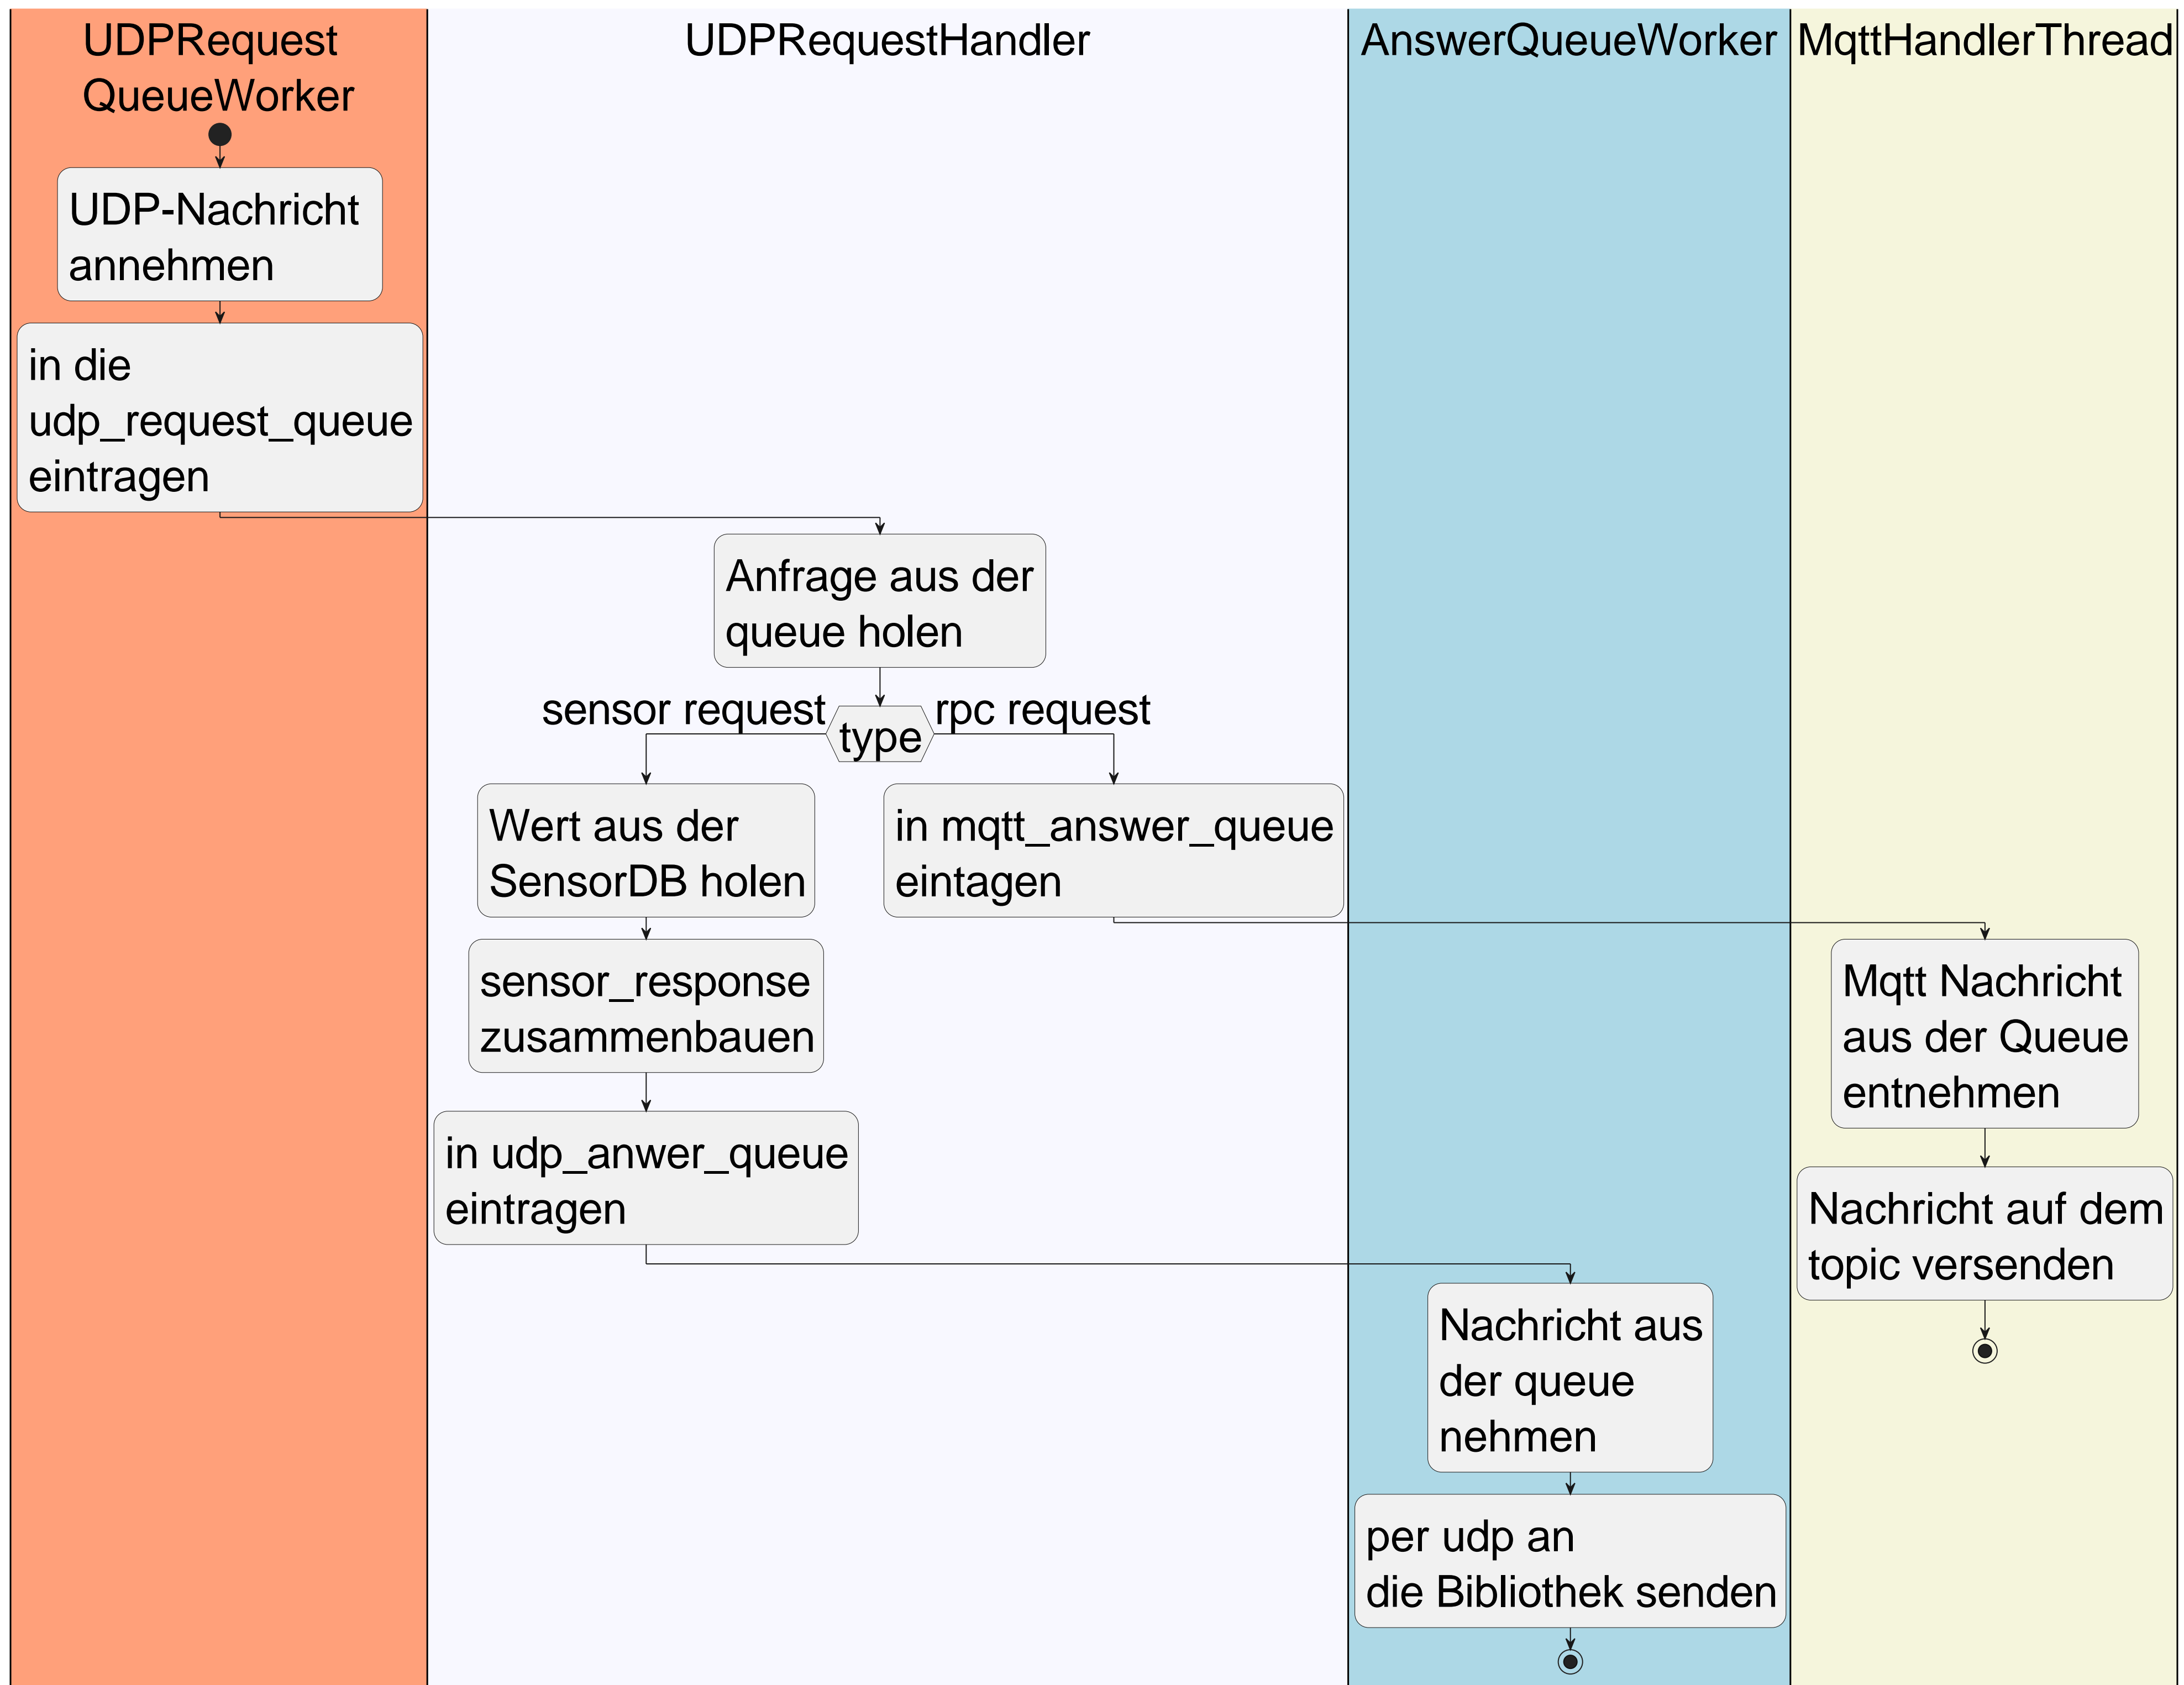 UDPRequest
QueueWorker
UDPRequestHandler
AnswerQueueWorker
MqttHandlerThread
UDP-Nachricht
annehmen
in die
udp_request_queue
eintragen
Anfrage aus der
queue holen
sensor request
type
rpc request
Wert aus der
SensorDB holen
in mqtt_answer_queue
eintagen
sensor_response
zusammenbauen
Mqtt Nachricht
aus der Queue
entnehmen
in udp_anwer_queue
eintragen
Nachricht auf dem
topic versenden
Nachricht aus
der queue
nehmen
per udp an
die Bibliothek senden